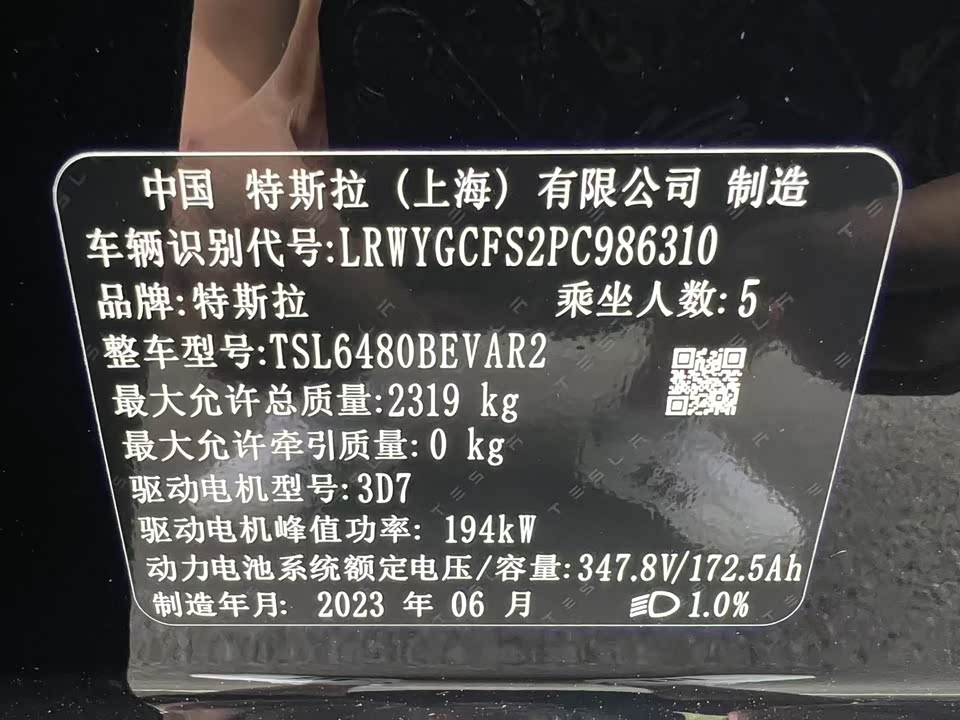 中国 特斯拉 (上海) 有限公司 制造
车辆识别代号:LRWYGCFS2PC986310
品牌:特斯拉 乘坐人数:5
整车型号:TSL6480BEVAR2
最大允许总质量:2319 kg
最大允许牵引质量:0 kg
驱动电机型号:3D7
驱动电机峰值功率: 194kW
动力电池系统额定电压/容量:347.8V/172.5Ah
制造年月: 2023 年 06 月 1.0%